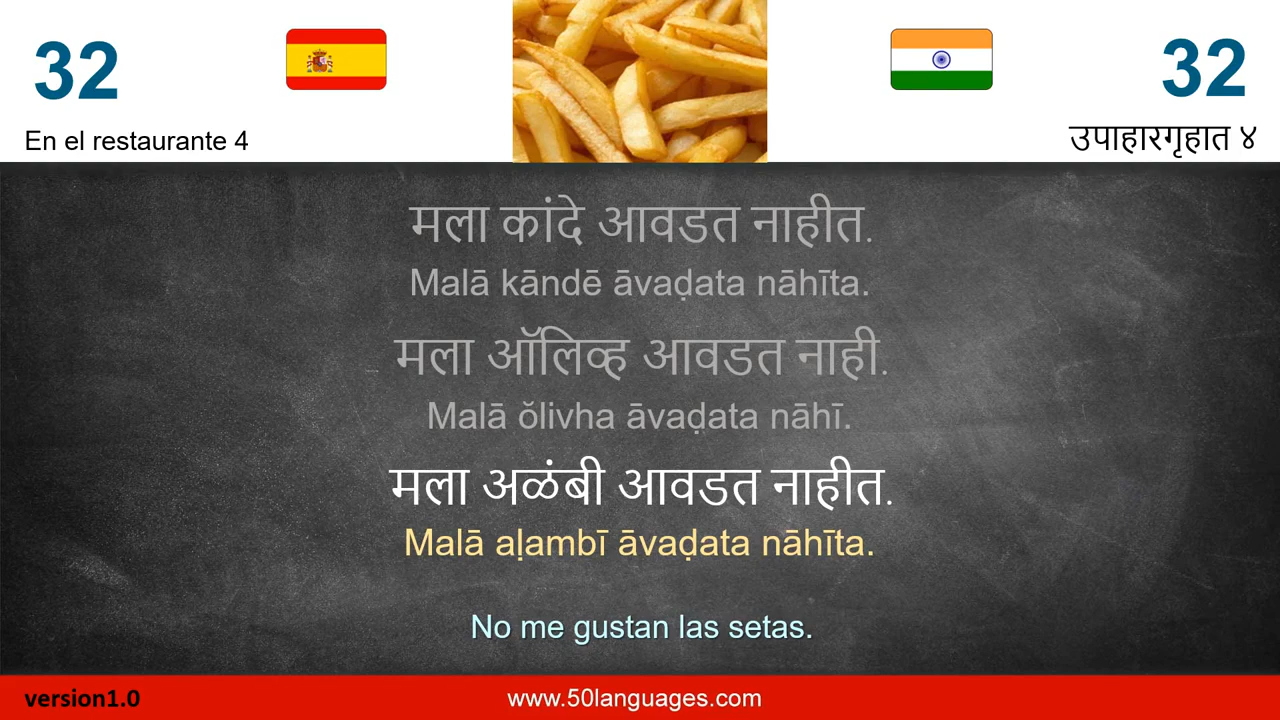 32
32
En el restaurante 4
उपाहारगृहात ४
मला कांदे आवडत नाहीत.
Malā kāndē āvaḍata nāhīta.
मला ऑलिव्ह आवडत नाही.
Malā ŏlivha āvaḍata nāhī.
मला अळंबी आवडत नाहीत.
Malā aḷambī āvaḍata nāhīta.
No me gustan las setas.
version1.0
www.50languages.com